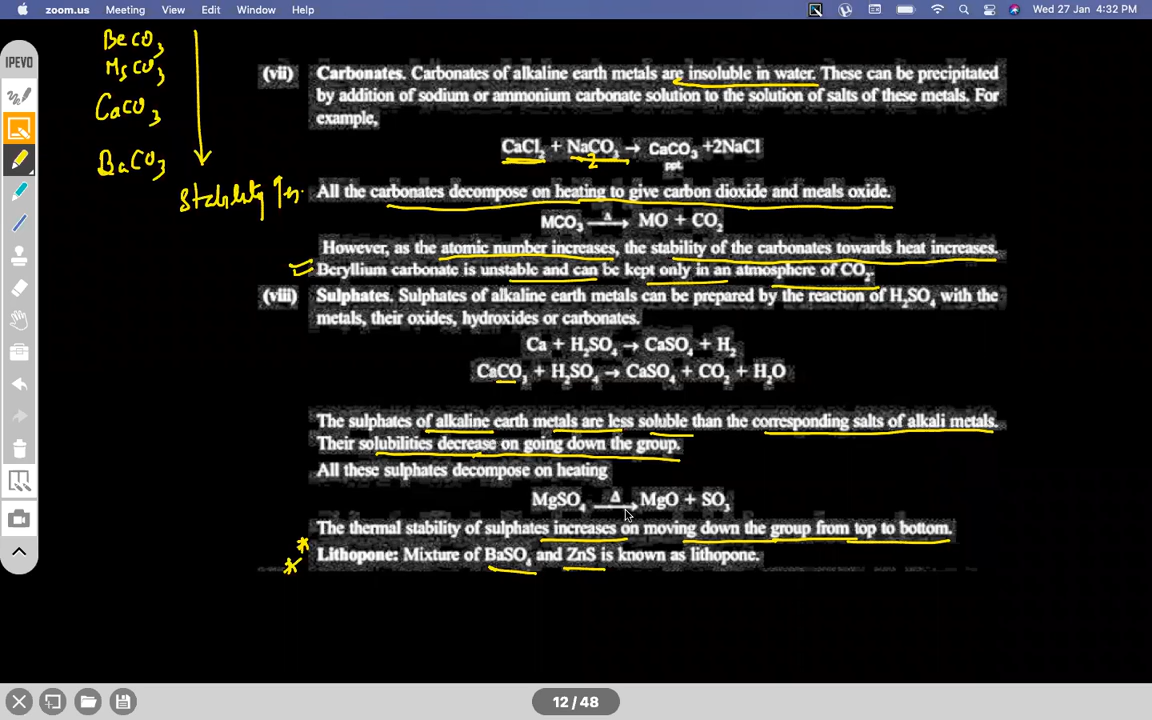 zoom.us Meeting View Edit Window Help Wed 27 Jan 4:32 PM
IPEVO
BeCO3
MgCO3
CaCO3
BaCO3
Stability ↑es.
(vii) Carbonates. Carbonates of alkaline earth metals are insoluble in water. These can be precipitated
by addition of sodium or ammonium carbonate solution to the solution of salts of these metals. For
example,
CaCl2 + Na2CO3 → CaCO3 +2NaCl
ppt
All the carbonates decompose on heating to give carbon dioxide and meals oxide.
MCO3 Δ→ MO + CO2
However, as the atomic number increases, the stability of the carbonates towards heat increases.
Beryllium carbonate is unstable and can be kept only in an atmosphere of CO2.
(viii) Sulphates. Sulphates of alkaline earth metals can be prepared by the reaction of H2SO4 with the
metals, their oxides, hydroxides or carbonates.
Ca + H2SO4 → CaSO4 + H2
CaCO3 + H2SO4 → CaSO4 + CO2 + H2O
The sulphates of alkaline earth metals are less soluble than the corresponding salts of alkali metals.
Their solubilities decrease on going down the group.
All these sulphates decompose on heating
MgSO4 Δ→ MgO + SO3
The thermal stability of sulphates increases on moving down the group from top to bottom.
Lithopone: Mixture of BaSO4 and ZnS is known as lithopone.
12 / 48